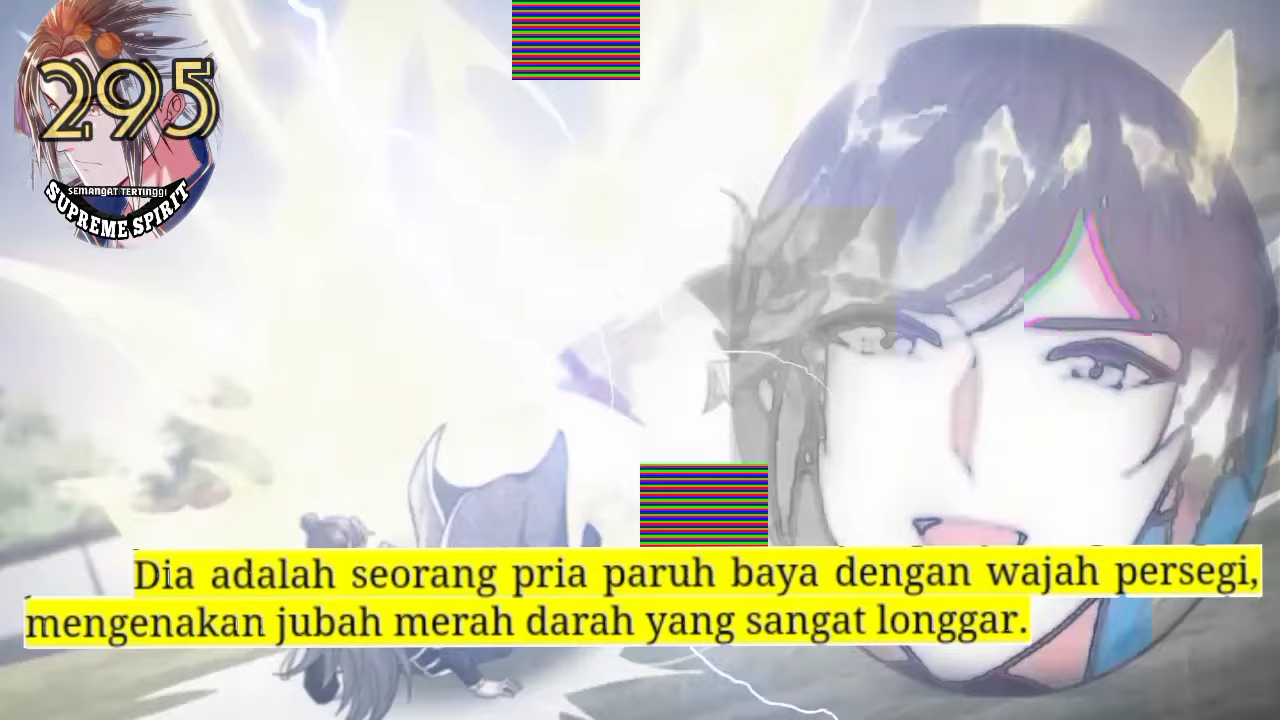 295
SEMANGAT TERTINGGI
SUPREME SPIRIT
Dia adalah seorang pria paruh baya dengan wajah persegi,
mengenakan jubah merah darah yang sangat longgar.